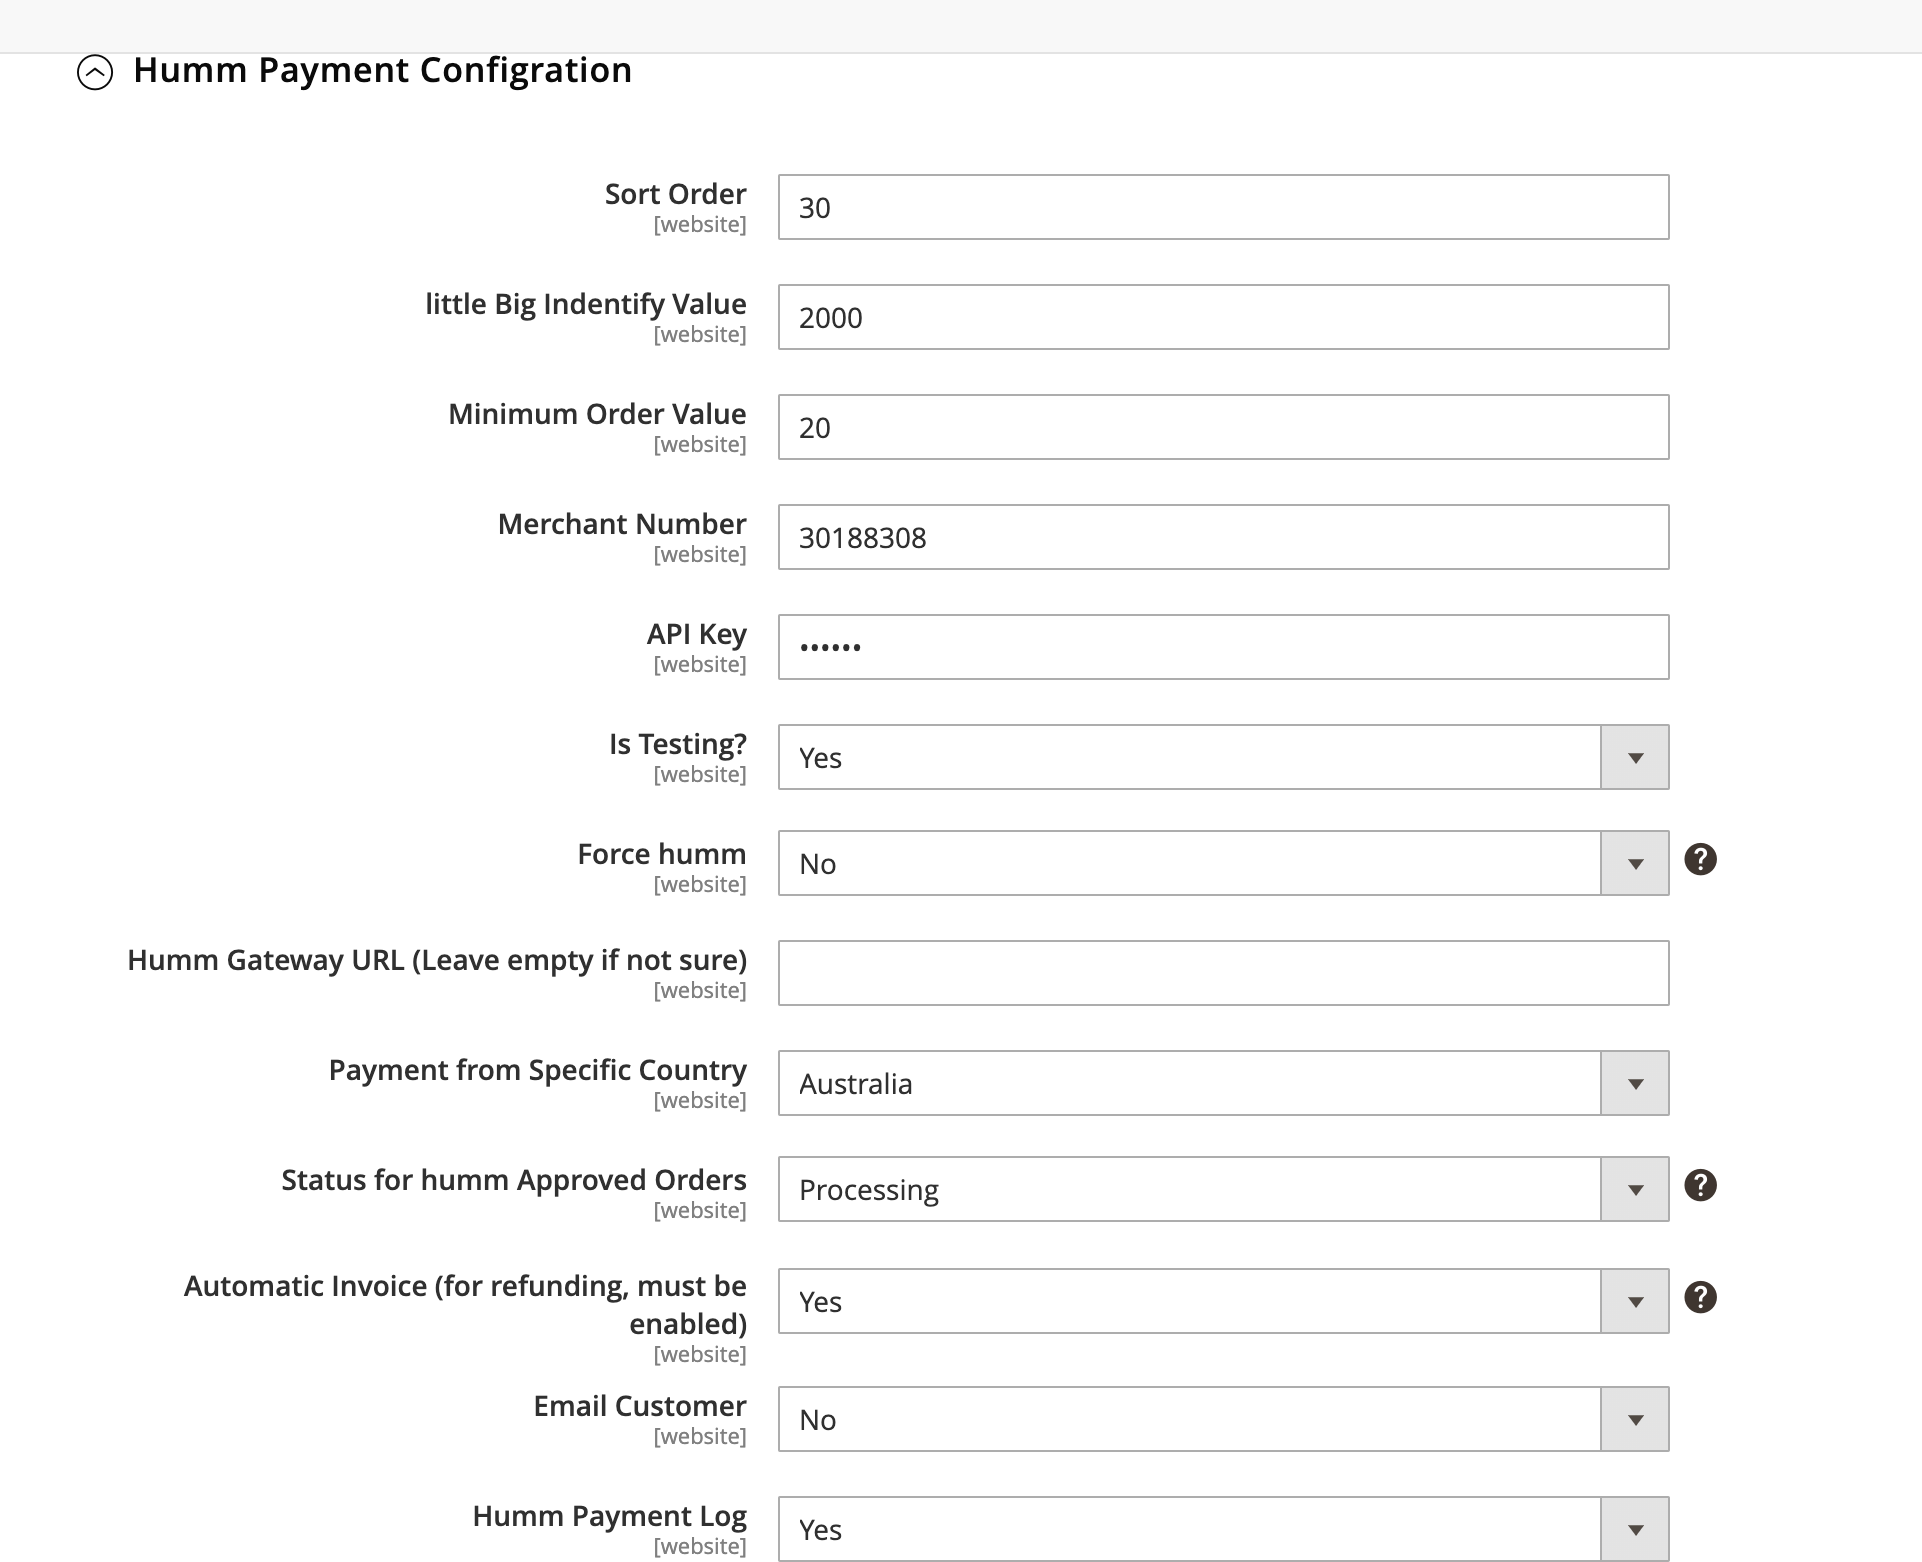 Humm Payment Configration
Sort Order
[website]
30
little Big Indentify Value
[website]
2000
Minimum Order Value
[website]
20
Merchant Number
[website]
30188308
API Key
[website]
••••••
Is Testing?
[website]
Yes
Force humm
[website]
No
?
Humm Gateway URL (Leave empty if not sure)
[website]
Payment from Specific Country
[website]
Australia
Status for humm Approved Orders
[website]
Processing
?
Automatic Invoice (for refunding, must be
enabled)
[website]
Yes
?
Email Customer
[website]
No
Humm Payment Log
[website]
Yes